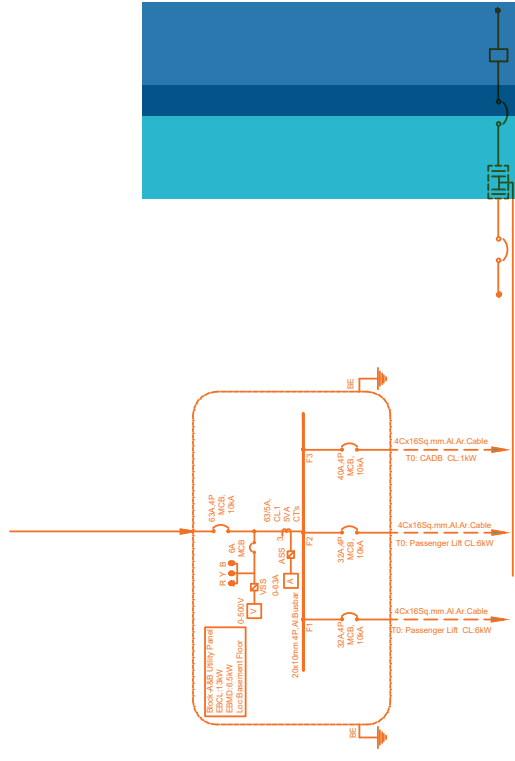 BE
4Cx16Sq.mm.Al.Ar.Cable
T0: CADB CL:1kW
F3
40A,4P
MCB,
10kA
63A,4P
MCB,
10kA
63/5A,
CL.1
5VA
CT's
3
6A
MCB
R Y B
ASS
VSS
0-63A
A
0-500V
V
F2
32A,4P
MCB,
10kA
4Cx16Sq.mm.Al.Ar.Cable
T0: Passenger Lift CL:6kW
20x10mm 4P,Al.Busbar
F1
32A,4P
MCB,
10kA
4Cx16Sq.mm.Al.Ar.Cable
T0: Passenger Lift CL:6kW
Block-A&B Utility Panel
EBCL:13kW
EBMD:6.5kW
Loc:Basement Floor
BE